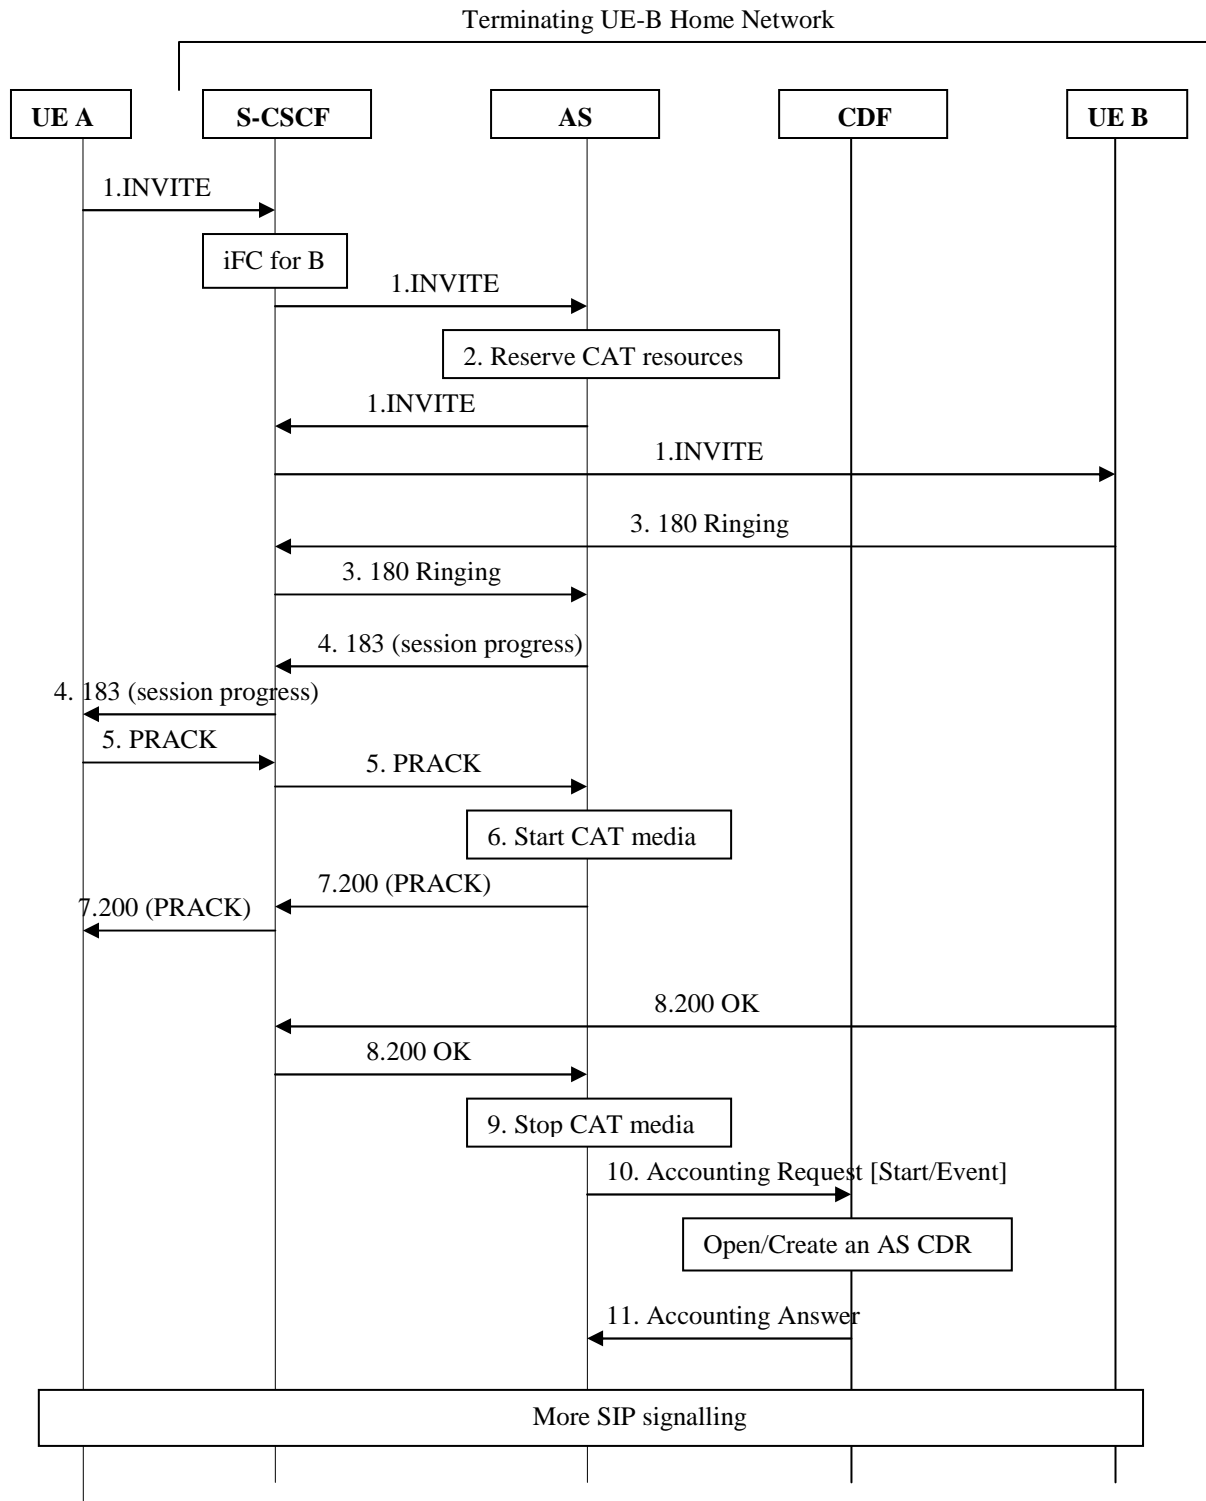 Terminating UE-B Home Network
UE A
S-CSCF
AS
CDF
UE B
1.INVITE
iFC for B
1.INVITE
2. Reserve CAT resources
1.INVITE
1.INVITE
3. 180 Ringing
3. 180 Ringing
4. 183 (session progress)
4. 183 (session progress)
5. PRACK
5. PRACK
6. Start CAT media
7.200 (PRACK)
7.200 (PRACK)
8.200 OK
8.200 OK
9. Stop CAT media
10. Accounting Request [Start/Event]
Open/Create an AS CDR
11. Accounting Answer
More SIP signalling